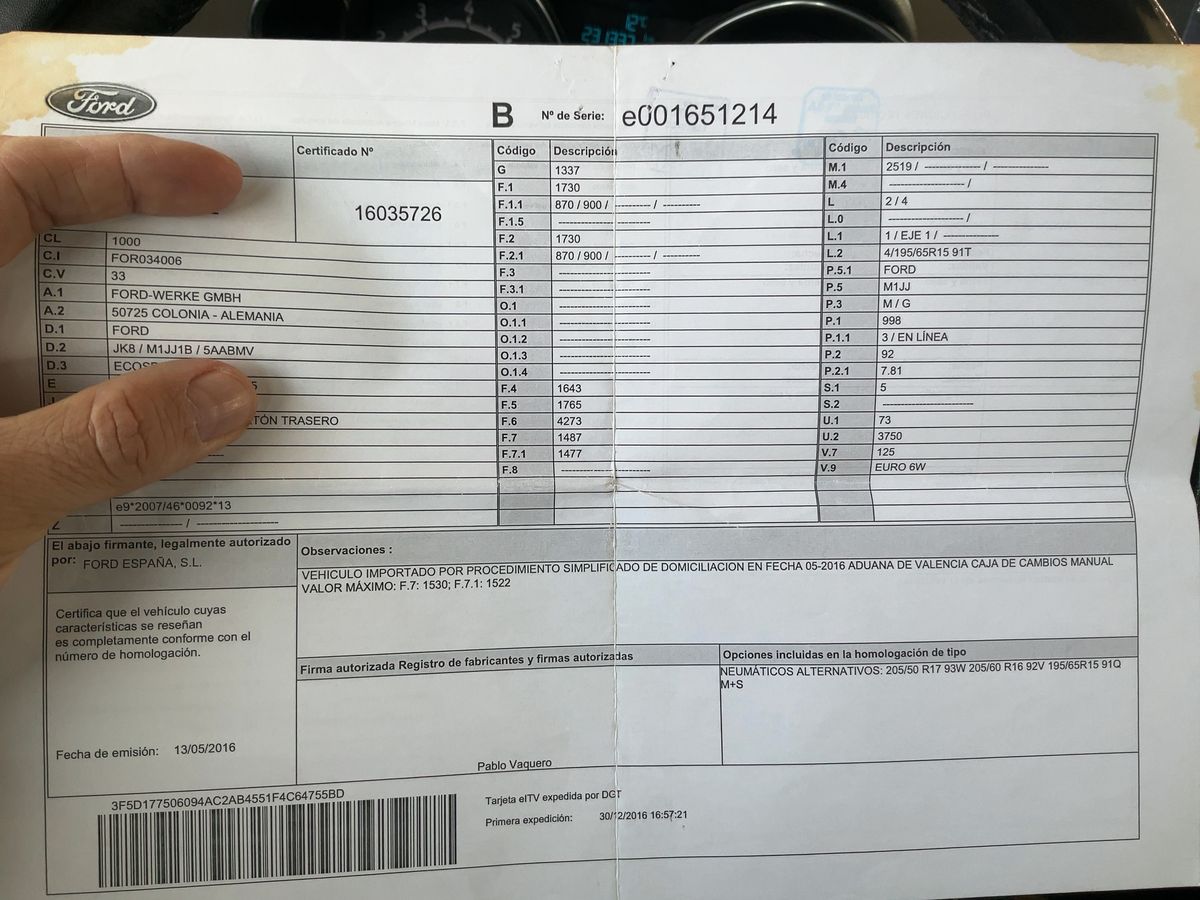 12℃
231337
Ford
B Nº de Serie: e001651214
Certificado Nº
16035726
CL 1000
C.I FOR034006
C.V 33
A.1 FORD-WERKE GMBH
A.2 50725 COLONIA - ALEMANIA
D.1 FORD
D.2 JK8 / M1JJ1B / 5AABMV
D.3
E
TÓN TRASERO
e9*2007/46*0092*13
Z --------------- / --------------------
Código Descripción
G 1337
F.1 1730
F.1.1 870 / 900 / --------- / ---------
F.1.5 ----------------------
F.2 1730
F.2.1 870 / 900 / --------- / ---------
F.3 ----------------------
F.3.1 ----------------------
O.1 ----------------------
O.1.1 ----------------------
O.1.2 ----------------------
O.1.3 ----------------------
O.1.4 ----------------------
F.4 1643
F.5 1765
F.6 4273
F.7 1487
F.7.1 1477
F.8 ----------------------
Código Descripción
M.1 2519 / -------------- / --------------
M.4 ------------------- /
L 2 / 4
L.0 ------------------- /
L.1 1 / EJE 1 / --------------
L.2 4/195/65R15 91T
P.5.1 FORD
P.5 M1JJ
P.3 M / G
P.1 998
P.1.1 3 / EN LÍNEA
P.2 92
P.2.1 7.81
S.1 5
S.2 ----------------------
U.1 73
U.2 3750
V.7 125
V.9 EURO 6W
El abajo firmante, legalmente autorizado
por: FORD ESPAÑA, S.L.
Certifica que el vehículo cuyas
características se reseñan
es completamente conforme con el
número de homologación.
Fecha de emisión: 13/05/2016
Observaciones :
VEHICULO IMPORTADO POR PROCEDIMIENTO SIMPLIFICADO DE DOMICILIACION EN FECHA 05-2016 ADUANA DE VALENCIA CAJA DE CAMBIOS MANUAL
VALOR MÁXIMO: F.7: 1530; F.7.1: 1522
Firma autorizada Registro de fabricantes y firmas autorizadas
Pablo Vaquero
Opciones incluidas en la homologación de tipo
NEUMÁTICOS ALTERNATIVOS: 205/50 R17 93W 205/60 R16 92V 195/65R15 91Q
M+S
3F5D177506094AC2AB4551F4C64755BD
Tarjeta eITV expedida por DGT
Primera expedición: 30/12/2016 16:57:21